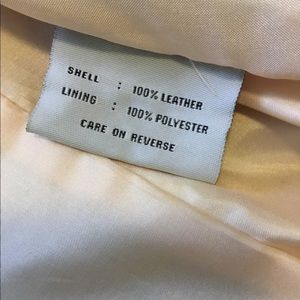 SHELL : 100% LEATHER
LINING : 100% POLYESTER
CARE ON REVERSE